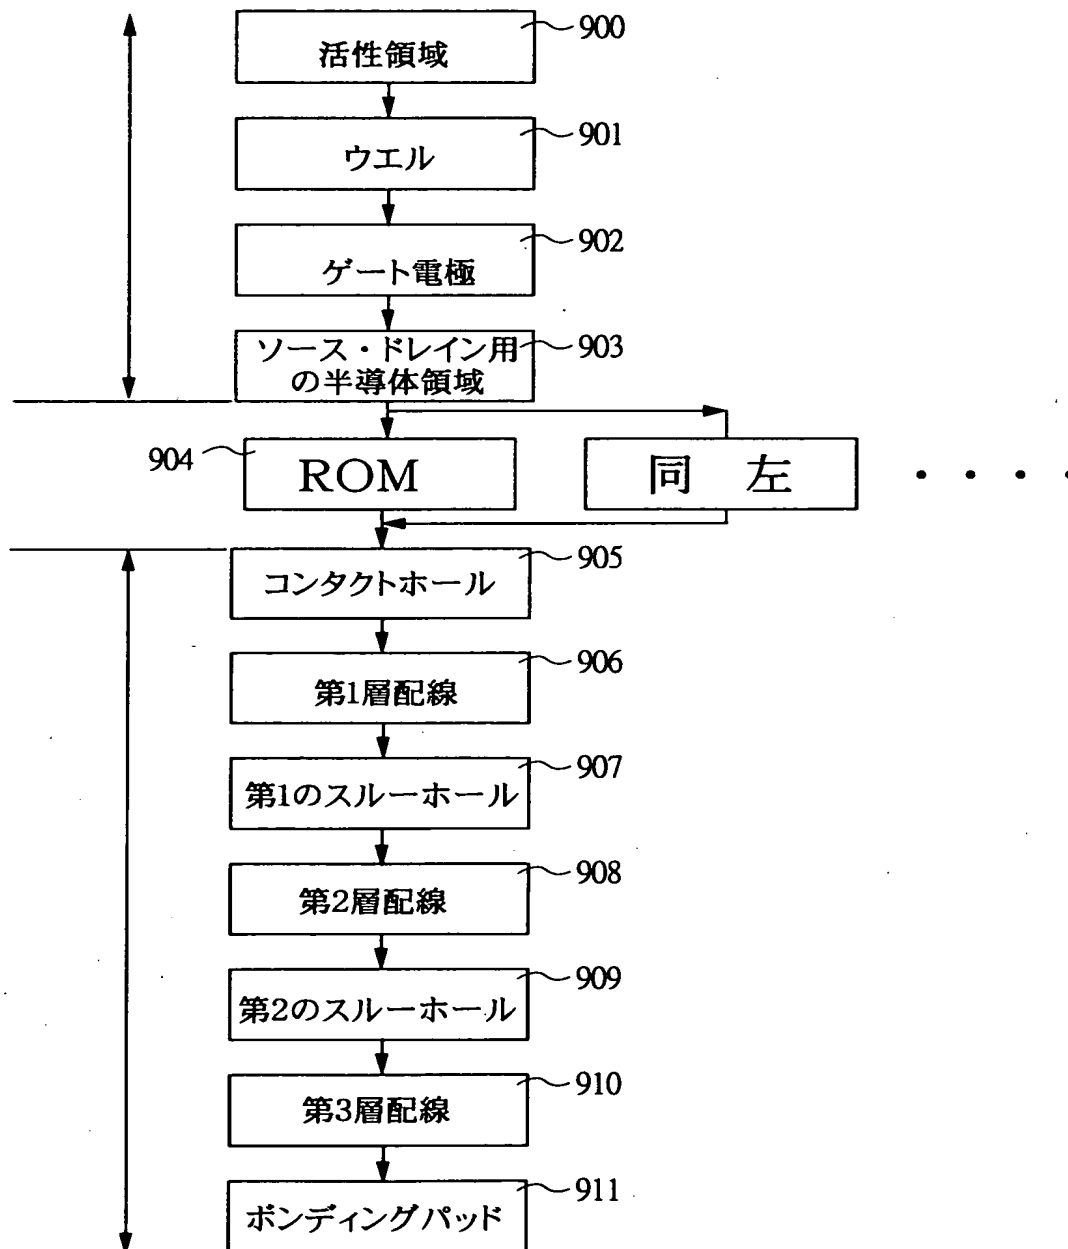 900
活性領域
901
ウエル
902
ゲート電極
903
ソース・ドレイン用
の半導体領域
904
ROM
同 左
・・・・
905
コンタクトホール
906
第1層配線
907
第1のスルーホール
908
第2層配線
909
第2のスルーホール
910
第3層配線
911
ボンディングパッド